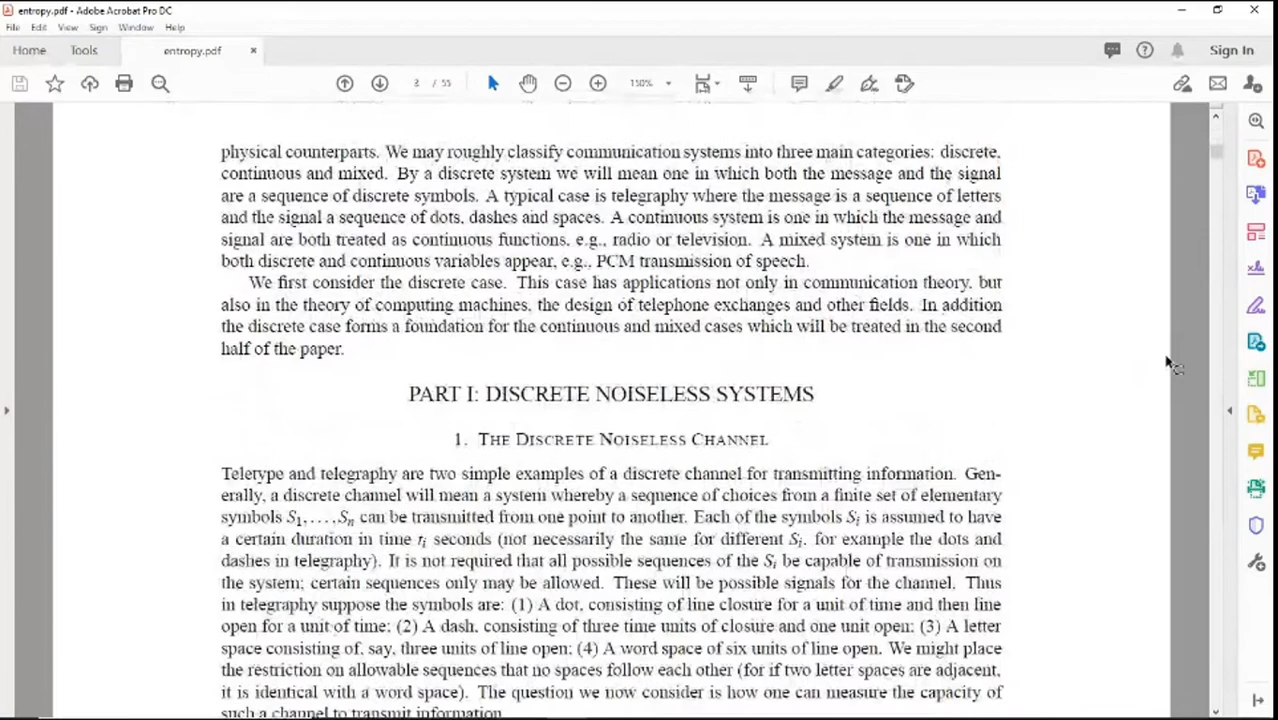 entropy.pdf - Adobe Acrobat Pro DC
File Edit View Sign Window Help
Home Tools entropy.pdf × Sign In
3 / 55 150%
physical counterparts. We may roughly classify communication systems into three main categories: discrete,
continuous and mixed. By a discrete system we will mean one in which both the message and the signal
are a sequence of discrete symbols. A typical case is telegraphy where the message is a sequence of letters
and the signal a sequence of dots, dashes and spaces. A continuous system is one in which the message and
signal are both treated as continuous functions, e.g., radio or television. A mixed system is one in which
both discrete and continuous variables appear, e.g., PCM transmission of speech.
We first consider the discrete case. This case has applications not only in communication theory, but
also in the theory of computing machines, the design of telephone exchanges and other fields. In addition
the discrete case forms a foundation for the continuous and mixed cases which will be treated in the second
half of the paper.
PART I: DISCRETE NOISELESS SYSTEMS
1. THE DISCRETE NOISELESS CHANNEL
Teletype and telegraphy are two simple examples of a discrete channel for transmitting information. Gen-
erally, a discrete channel will mean a system whereby a sequence of choices from a finite set of elementary
symbols S₁,...,Sₙ can be transmitted from one point to another. Each of the symbols Sᵢ is assumed to have
a certain duration in time tᵢ seconds (not necessarily the same for different Sᵢ, for example the dots and
dashes in telegraphy). It is not required that all possible sequences of the Sᵢ be capable of transmission on
the system; certain sequences only may be allowed. These will be possible signals for the channel. Thus
in telegraphy suppose the symbols are: (1) A dot, consisting of line closure for a unit of time and then line
open for a unit of time; (2) A dash, consisting of three time units of closure and one unit open; (3) A letter
space consisting of, say, three units of line open; (4) A word space of six units of line open. We might place
the restriction on allowable sequences that no spaces follow each other (for if two letter spaces are adjacent,
it is identical with a word space). The question we now consider is how one can measure the capacity of
such a channel to transmit information